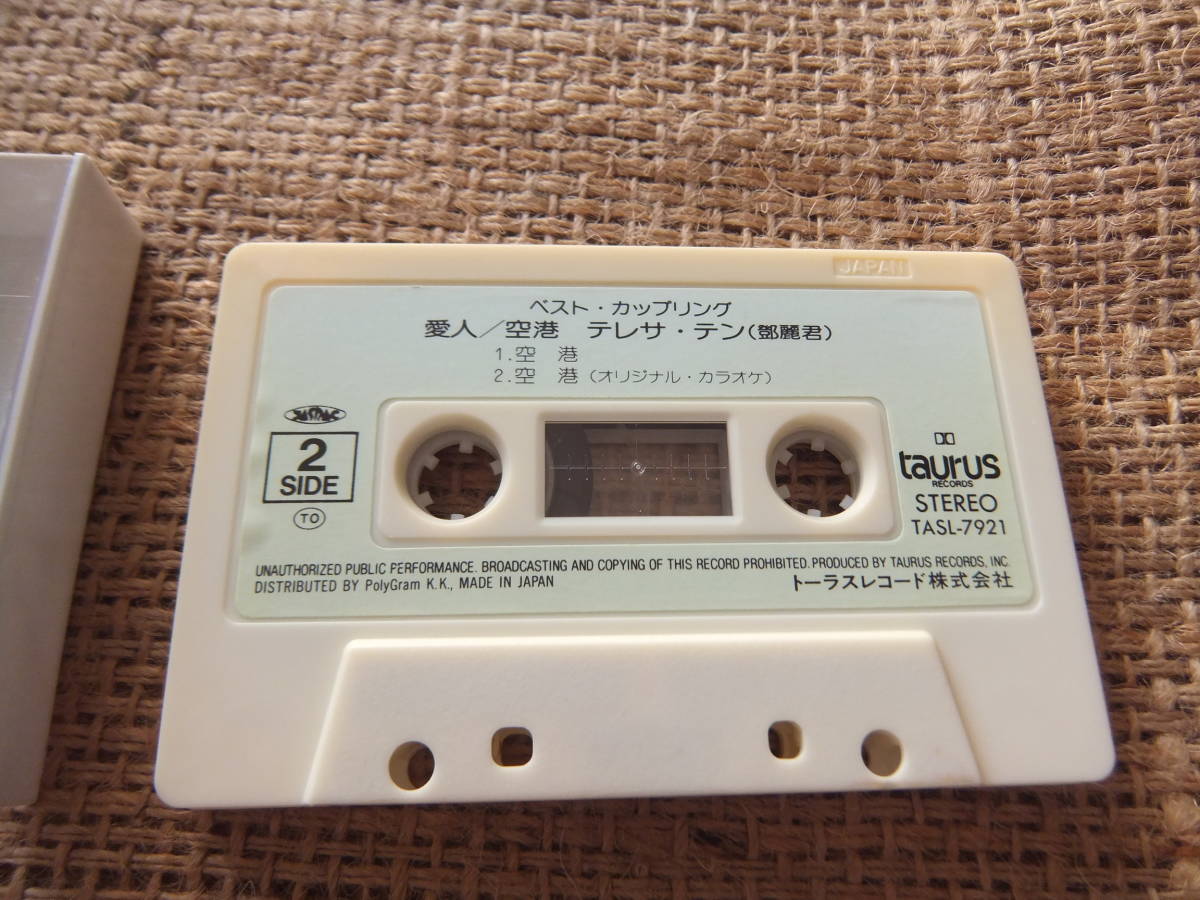 JAPAN
ベスト・カップリング
愛人／空港 テレサ・テン(鄧麗君)
1.空 港
2.空 港(オリジナル・カラオケ)
JASRAC
2
SIDE
TO
taurus
RECORDS
STEREO
TASL-7921
UNAUTHORIZED PUBLIC PERFORMANCE. BROADCASTING AND COPYING OF THIS RECORD PROHIBITED. PRODUCED BY TAURUS RECORDS, INC.
DISTRIBUTED BY PolyGram K.K., MADE IN JAPAN
トーラスレコード株式会社